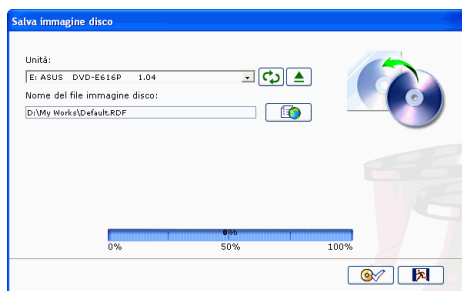 Salva immagine disco
Unità:
E: ASUS DVD-E616P 1.04
Nome del file immagine disco:
D:\My Works\Default.RDF
0%
0% 50% 100%